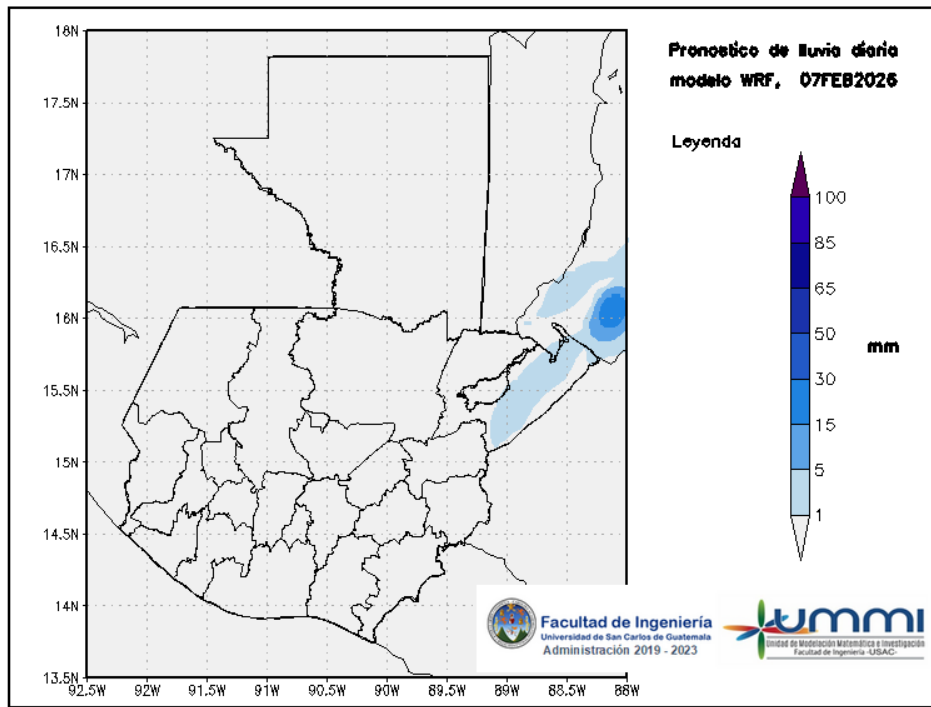 Pronostico de lluvia diaria
modelo WRF, 07FEB2026
Leyenda
100
85
65
50
30
15
5
1
mm
18N
17.5N
17N
16.5N
16N
15.5N
15N
14.5N
14N
13.5N
92.5W
92W
91.5W
91W
90.5W
90W
89.5W
89W
88.5W
88W
Facultad de Ingeniería
Universidad de San Carlos de Guatemala
Administración 2019 - 2023
UMMI
Unidad de Modelación Matemática e Investigación
Facultad de Ingeniería -USAC-